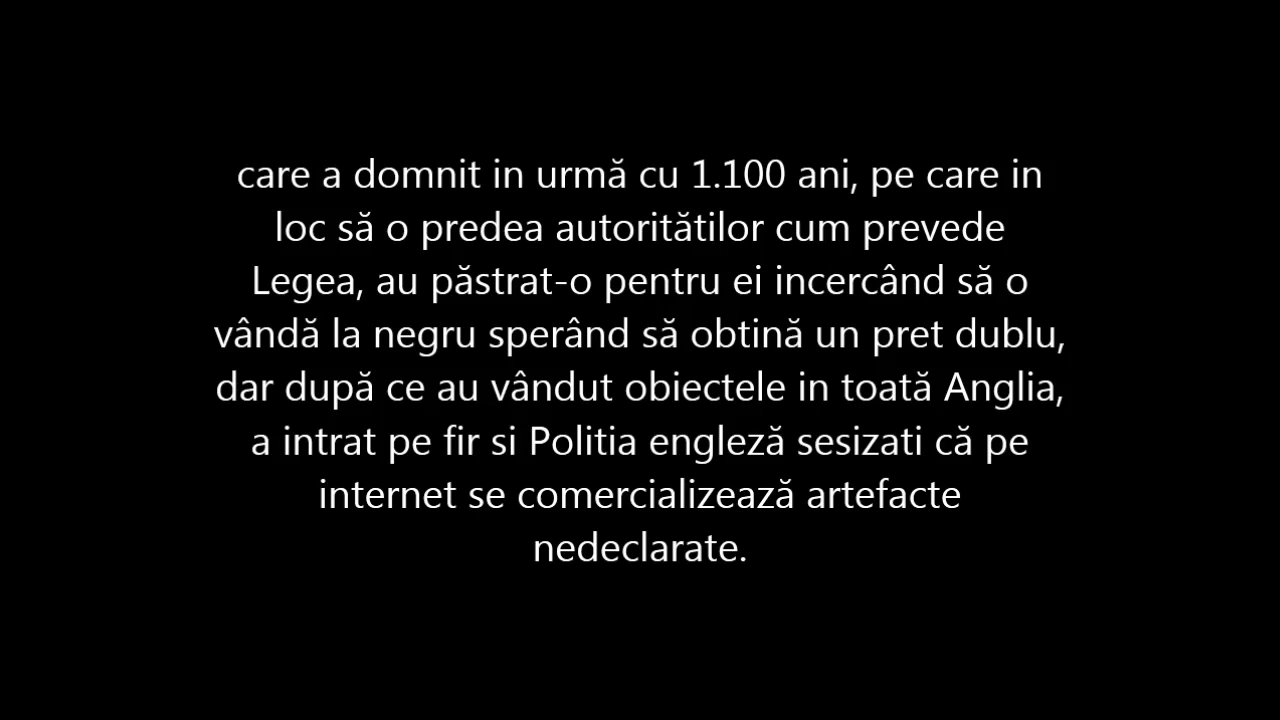 care a domnit in urmă cu 1.100 ani, pe care in
loc să o predea autoritătilor cum prevede
Legea, au păstrat-o pentru ei incercând să o
vândă la negru sperând să obtină un pret dublu,
dar după ce au vândut obiectele in toată Anglia,
a intrat pe fir si Politia engleză sesizati că pe
internet se comercializează artefacte
nedeclarate.